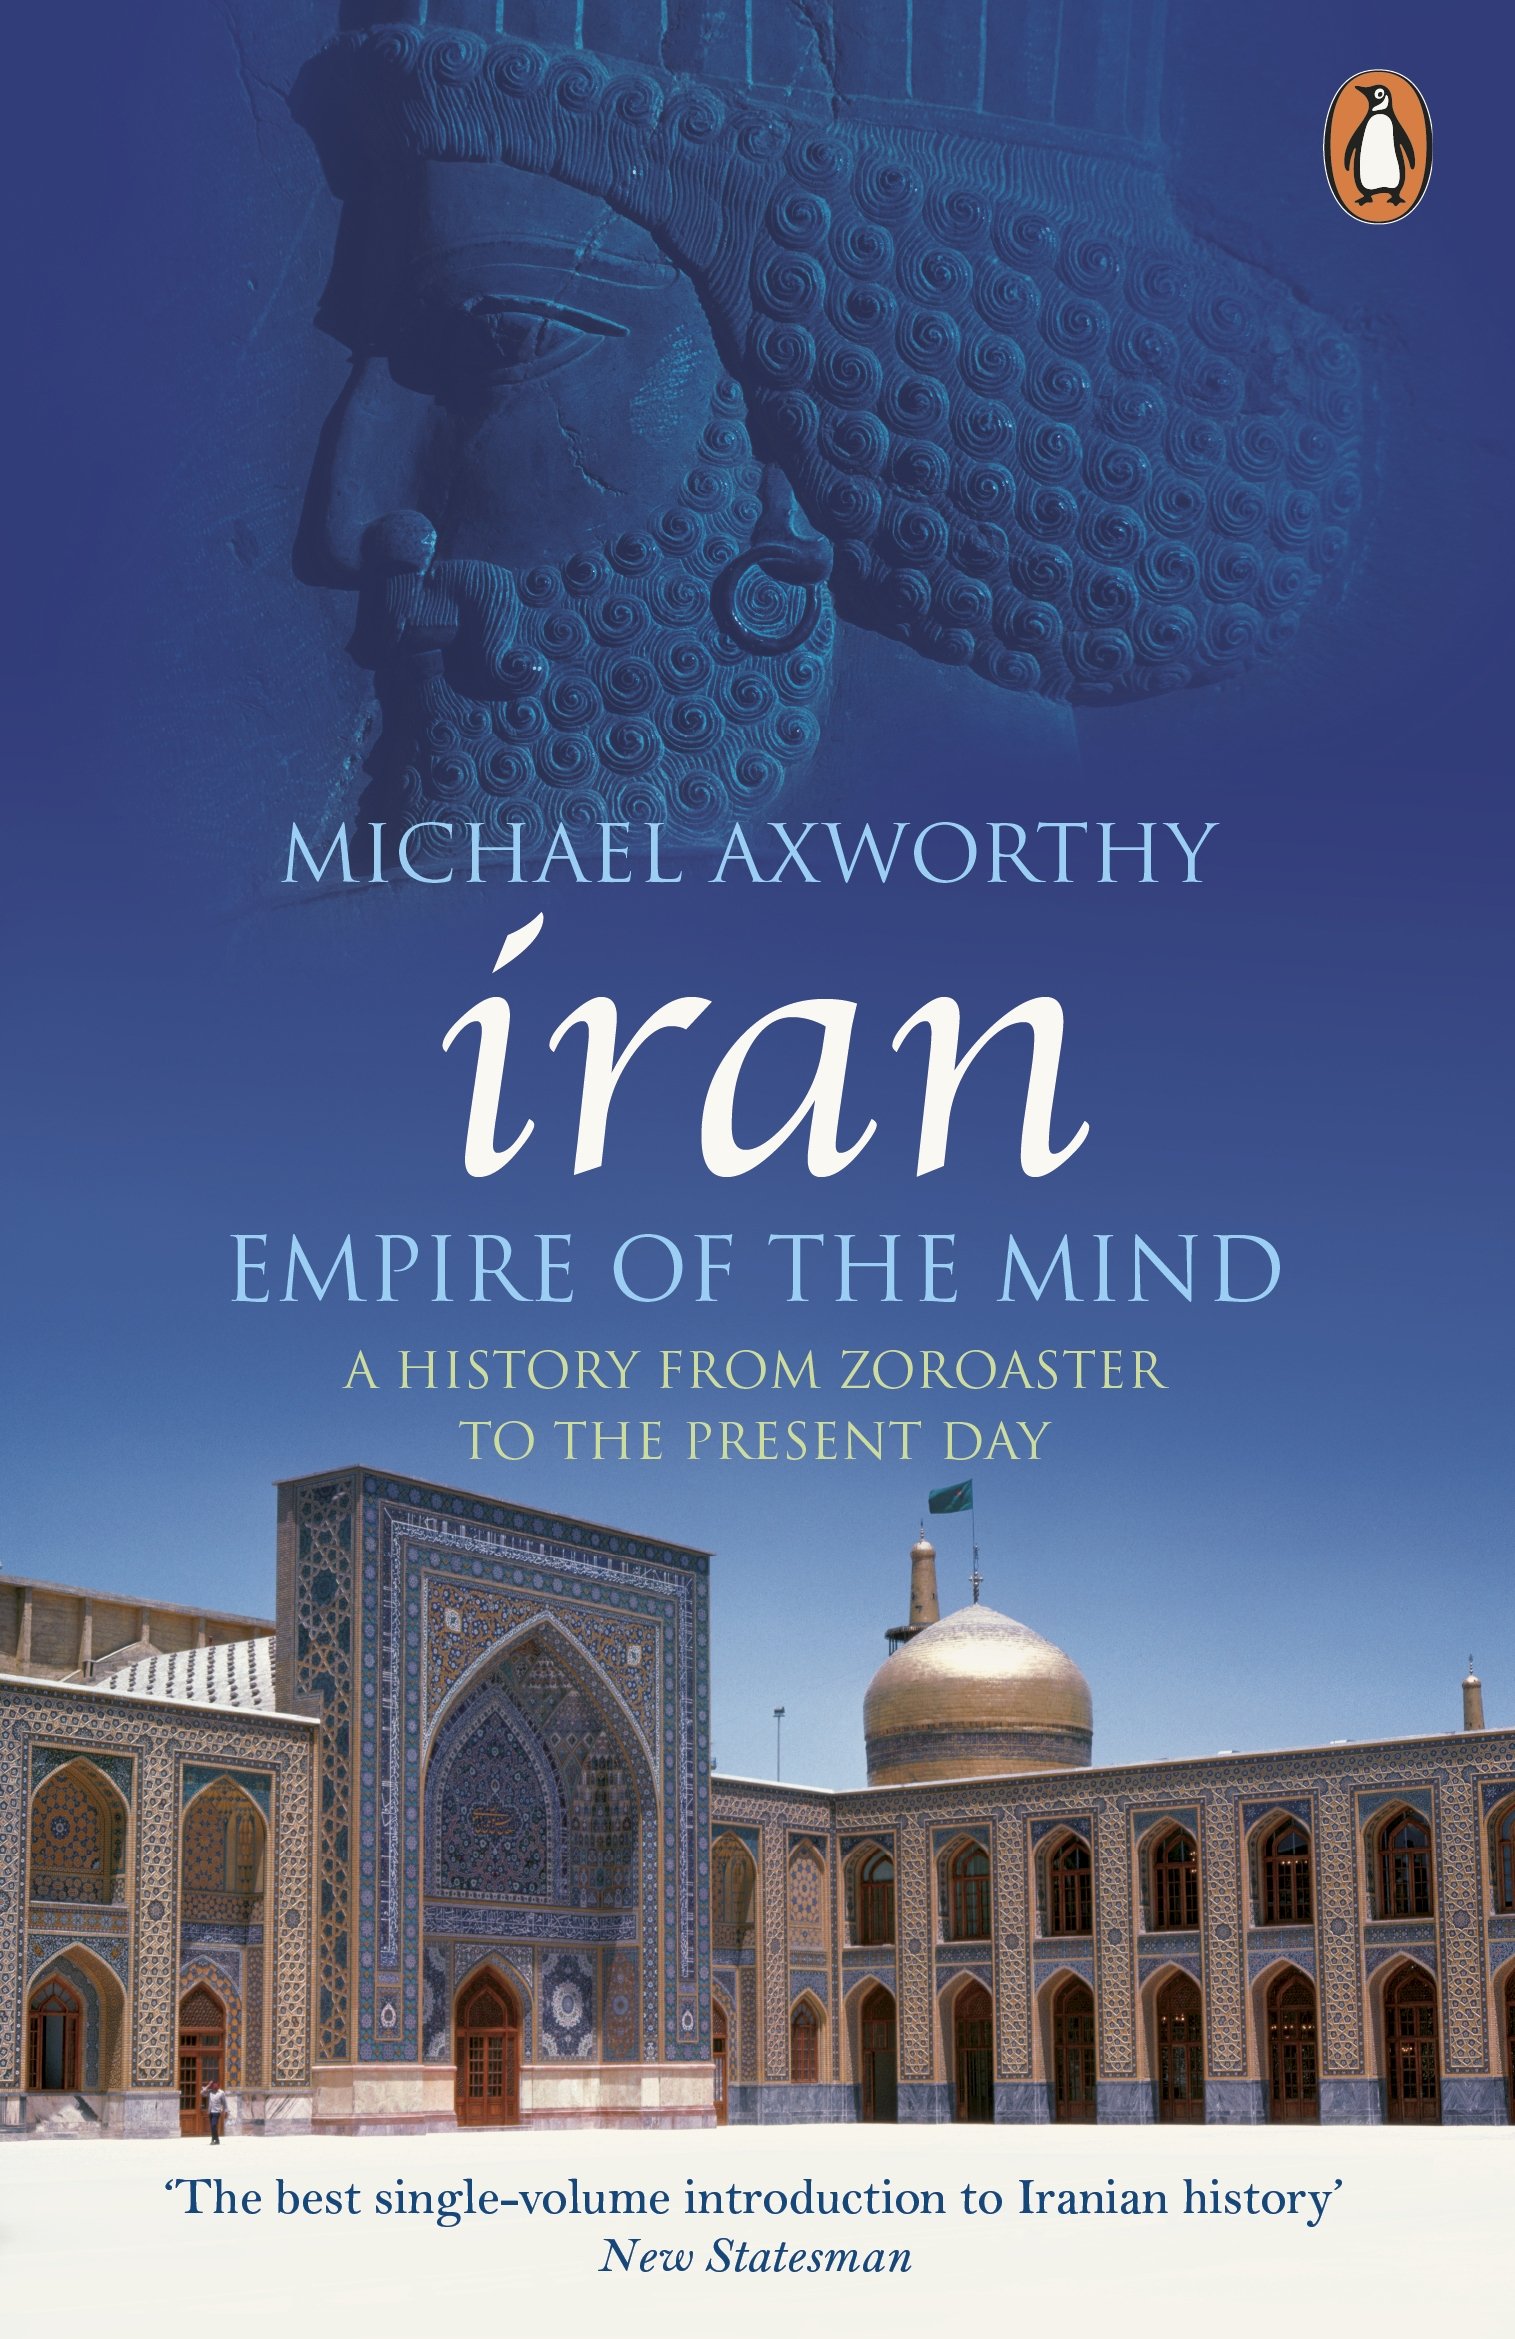 MICHAEL AXWORTHY
iran
EMPIRE OF THE MIND
A HISTORY FROM ZOROASTER
TO THE PRESENT DAY
‘The best single-volume introduction to Iranian history’
New Statesman